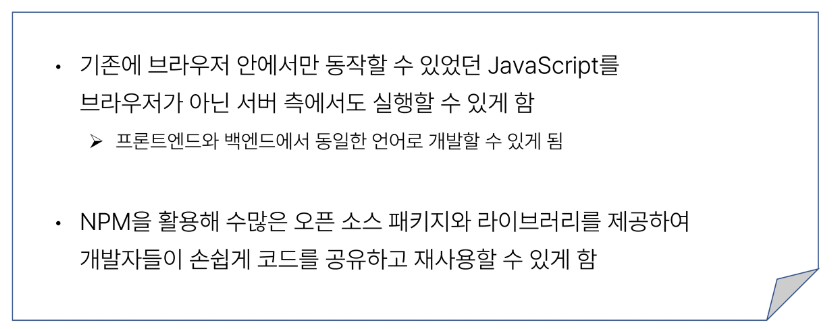 • 기존에 브라우저 안에서만 동작할 수 있었던 JavaScript를
브라우저가 아닌 서버 측에서도 실행할 수 있게 함
➢ 프론트엔드와 백엔드에서 동일한 언어로 개발할 수 있게 됨
• NPM을 활용해 수많은 오픈 소스 패키지와 라이브러리를 제공하여
개발자들이 손쉽게 코드를 공유하고 재사용할 수 있게 함